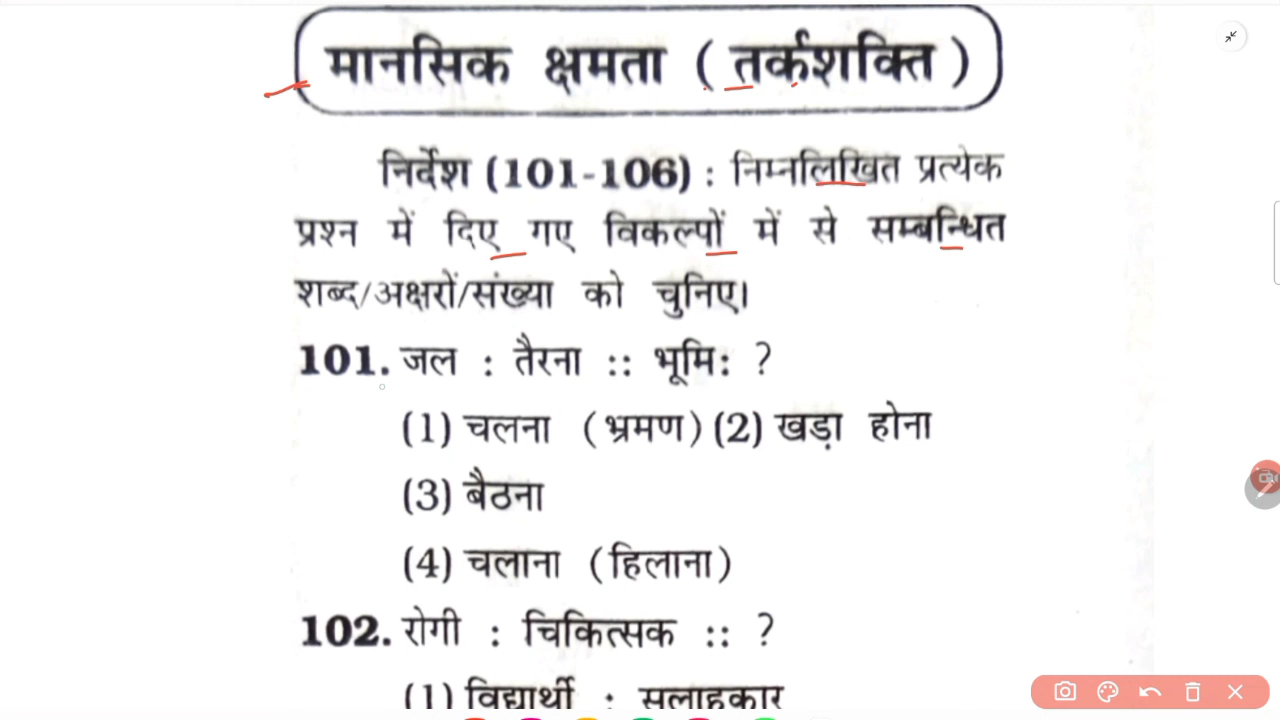 मानसिक क्षमता ( तर्कशक्ति )
निर्देश (101-106) : निम्नलिखित प्रत्येक
प्रश्न में दिए गए विकल्पों में से सम्बन्धित
शब्द/अक्षरों/संख्या को चुनिए।
101. जल : तैरना :: भूमि: ?
(1) चलना (भ्रमण) (2) खड़ा होना
(3) बैठना
(4) चलाना (हिलाना)
102. रोगी : चिकित्सक :: ?
(1) विद्यार्थी : सलाहकार